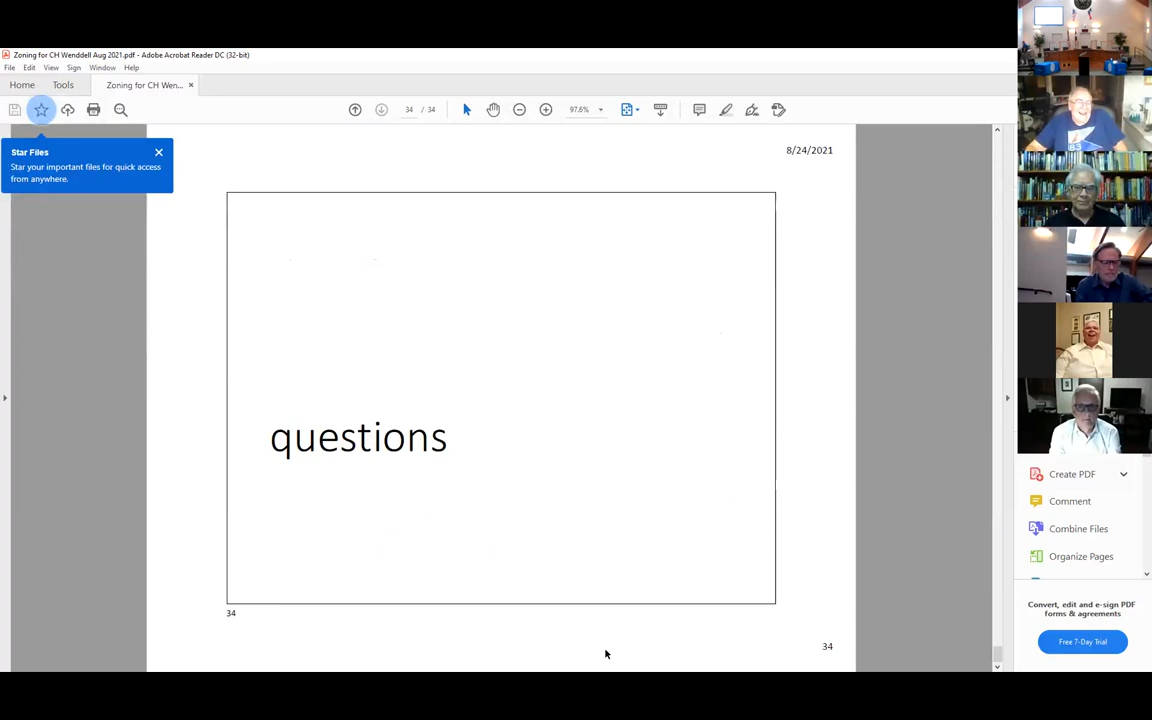 Zoning for CH Wenddell Aug 2021.pdf - Adobe Acrobat Reader DC (32-bit)
File Edit View Sign Window Help
Home Tools Zoning for CH Wen... ×
34 / 34 97.6%
Star Files
Star your important files for quick access
from anywhere.
8/24/2021
questions
34
34
Create PDF
Comment
Combine Files
Organize Pages
Convert, edit and e-sign PDF
forms & agreements
Free 7-Day Trial